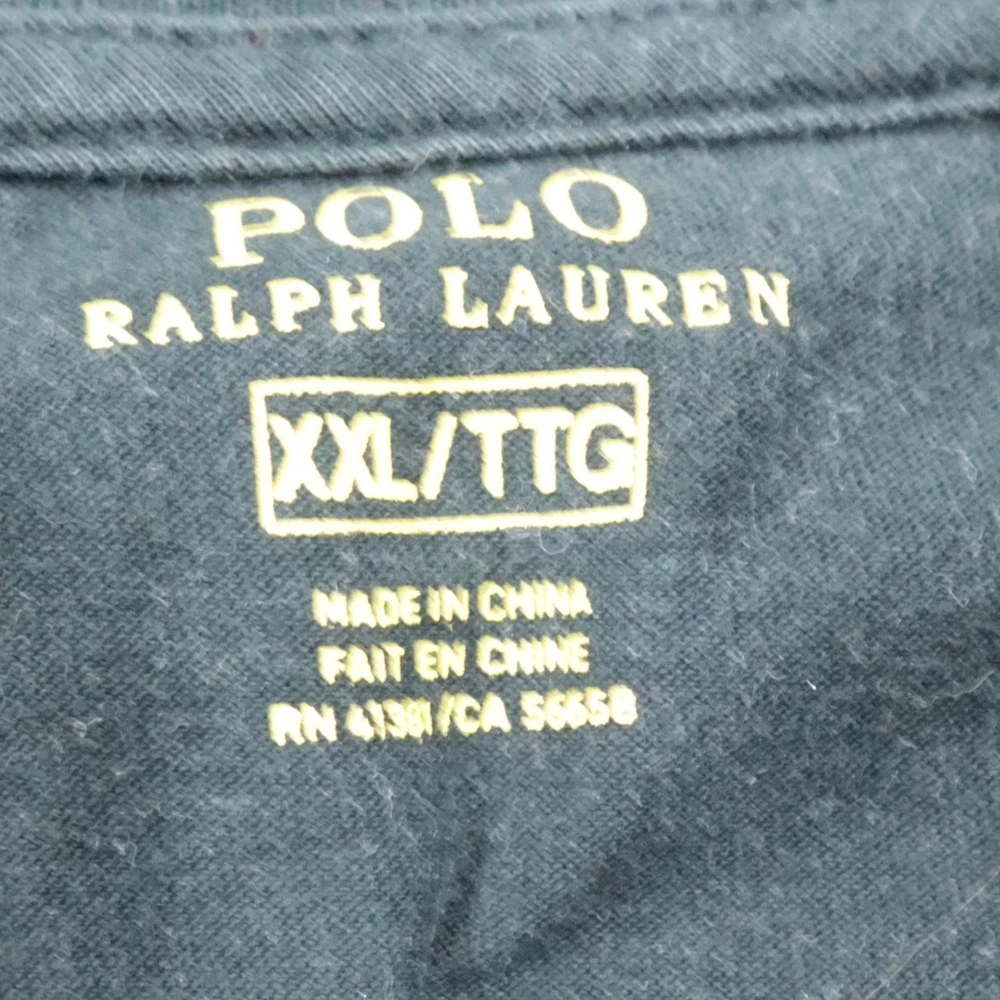 POLO
RALPH LAUREN
XXL/TTG
MADE IN CHINA
FAIT EN CHINE
RN 41381/CA 56658